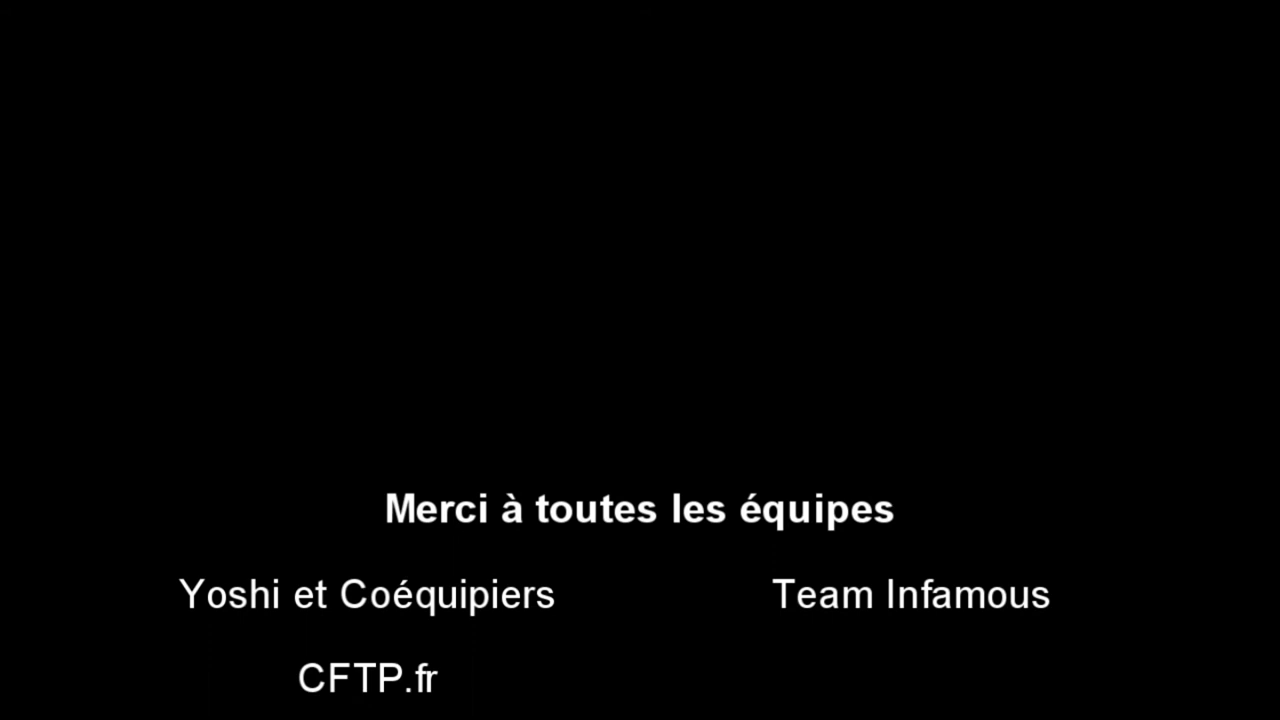 Merci à toutes les équipes
Yoshi et Coéquipiers
Team Infamous
CFTP.fr